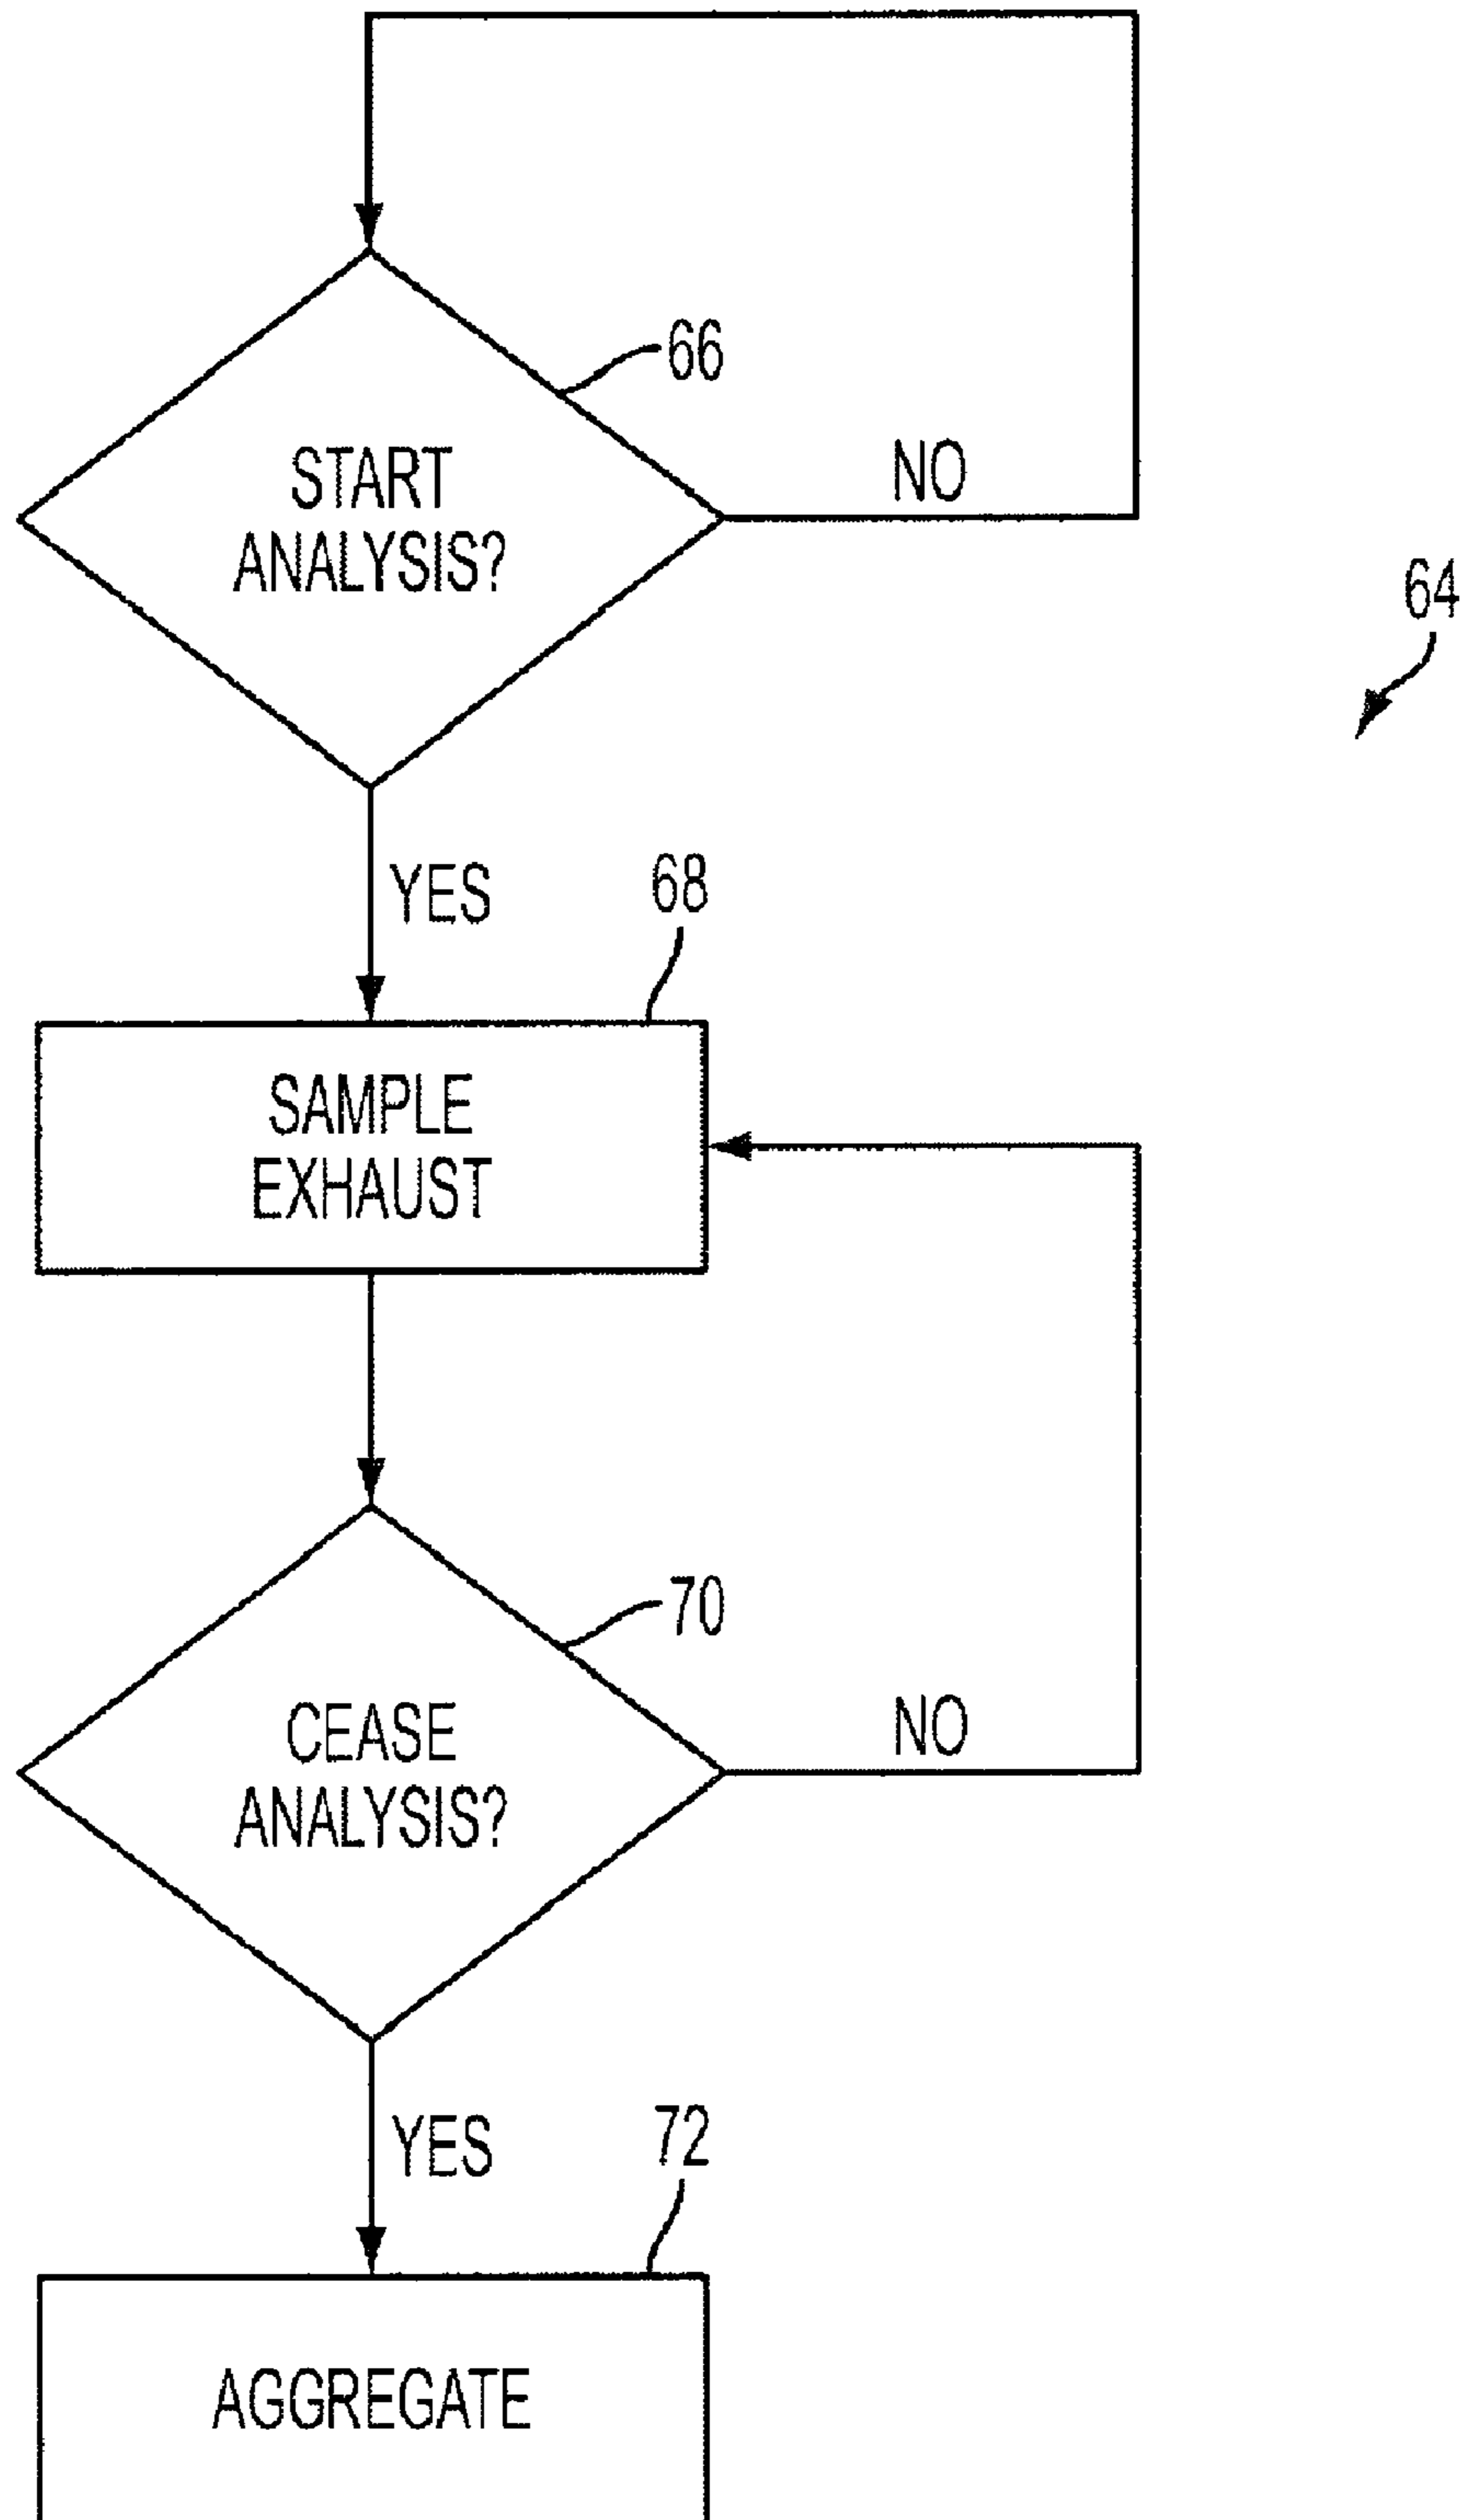 66
START
ANALYSIS?
NO
64
YES
68
SAMPLE
EXHAUST
70
CEASE
ANALYSIS?
NO
YES
72
AGGREGATE